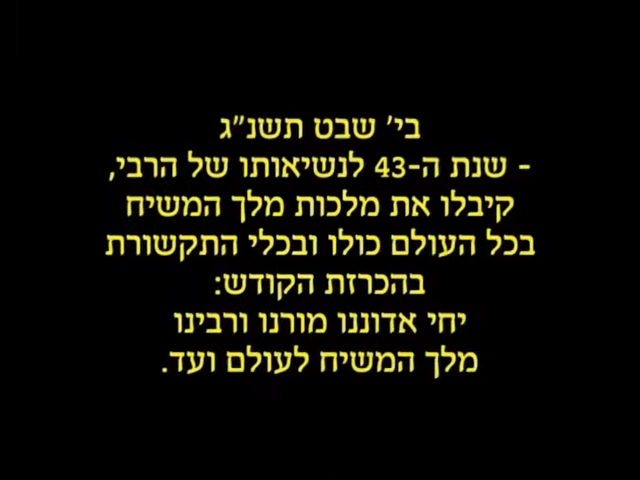 בי' שבט תשנ"ג
- שנת ה-43 לנשיאותו של הרבי,
קיבלו את מלכות מלך המשיח
בכל העולם כולו ובכלי התקשורת
בהכרזת הקודש:
יחי אדוננו מורנו ורבינו
מלך המשיח לעולם ועד.